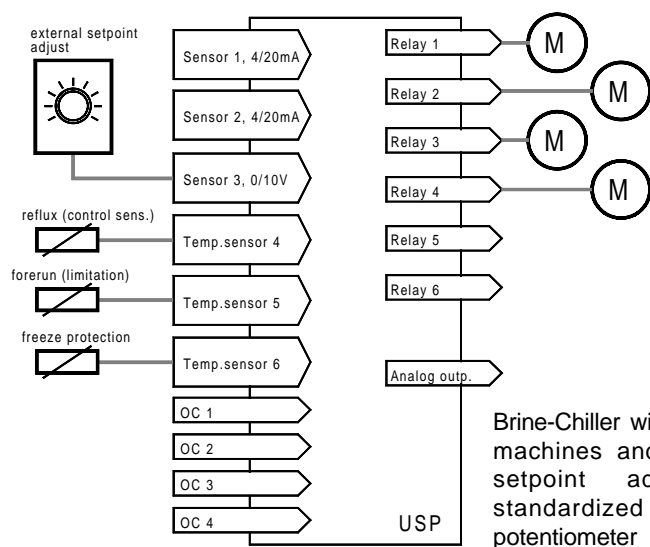 external setpoint
adjust
Sensor 1, 4/20mA
Sensor 2, 4/20mA
Sensor 3, 0/10V
reflux (control sens.)
Temp.sensor 4
forerun (limitation)
Temp.sensor 5
freeze protection
Temp.sensor 6
OC 1
OC 2
OC 3
OC 4
Relay 1
M
Relay 2
M
Relay 3
M
Relay 4
M
Relay 5
Relay 6
Analog outp.
USP
Brine-Chiller wi
machines and
setpoint ad
standardized
potentiometer